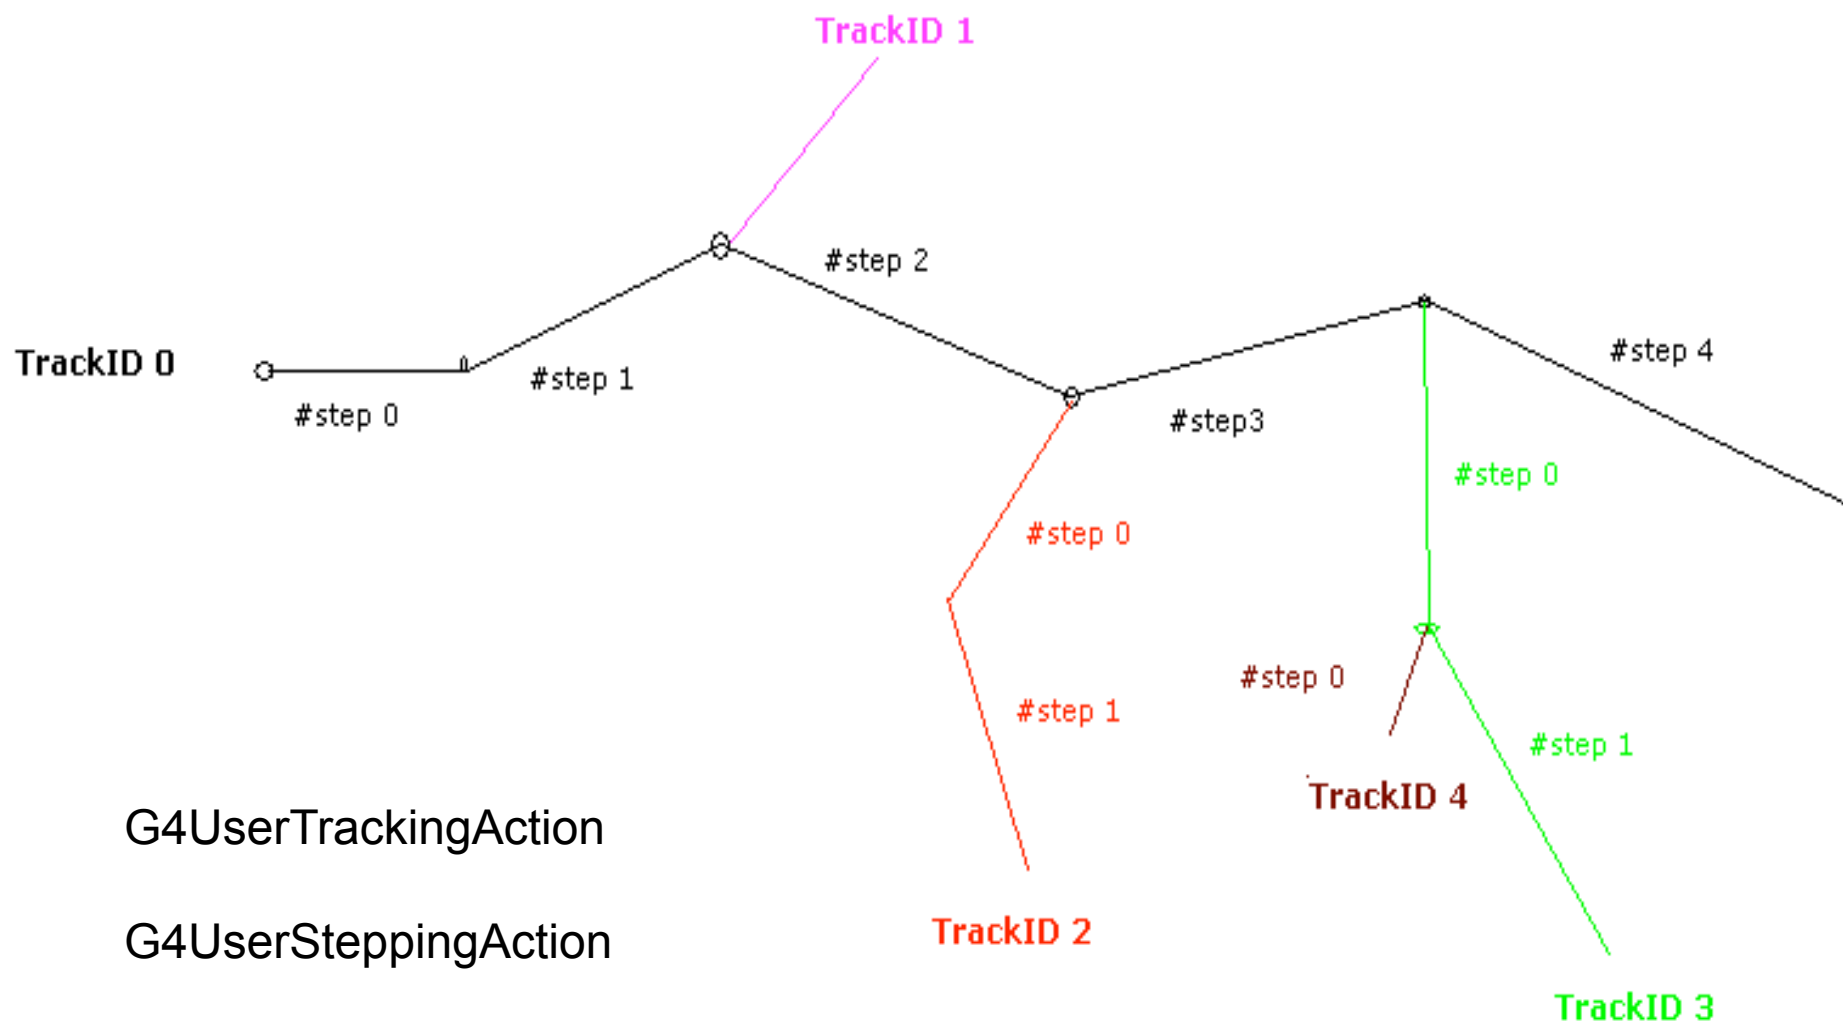 TrackID 1
#step 2
TrackID 0
#step 1
#step 4
#step 0
#step3
#step 0
#step 0
#step 0
#step 1
#step 1
TrackID 4
G4UserTrackingAction
TrackID 2
G4UserSteppingAction
TrackID 3